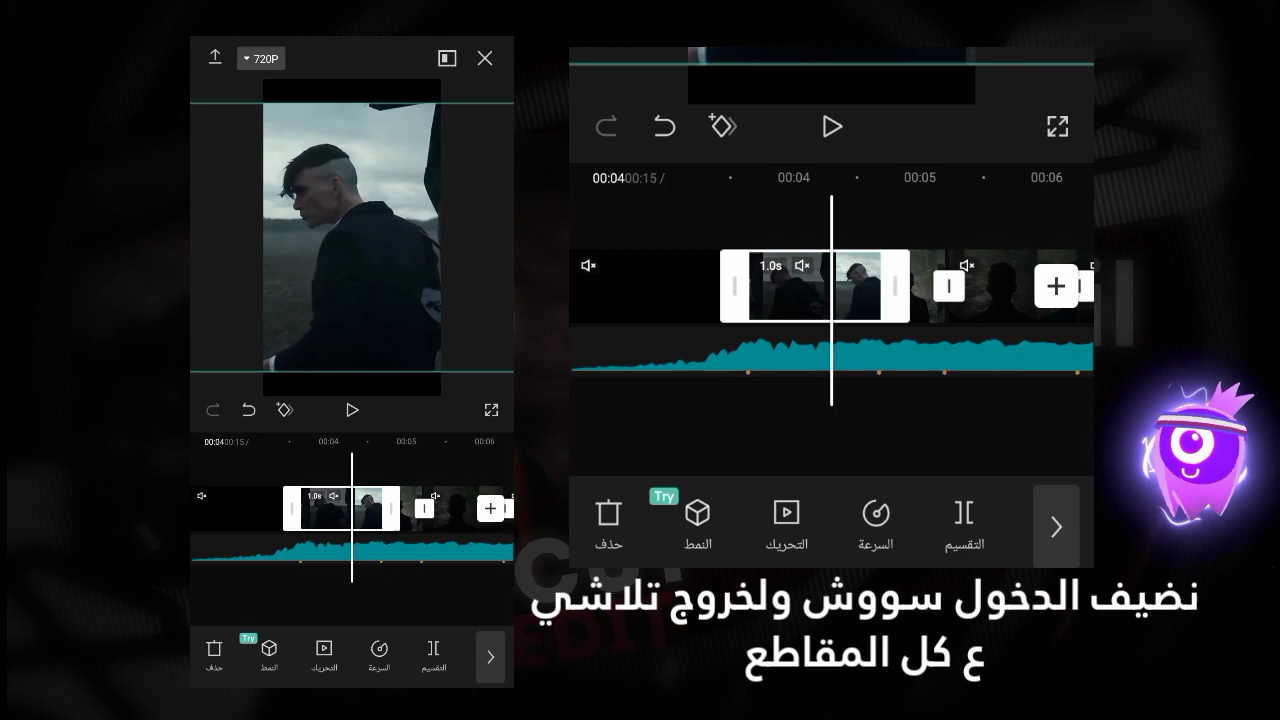 720P
00:04
00:15 /
00:04
00:05
00:06
1.0s
Try
حذف
النمط
التحريك
السرعة
التقسيم
00:04
00:15 /
00:04
00:05
00:06
1.0s
Try
حذف
النمط
التحريك
السرعة
التقسيم
EDIT
نضيف الدخول سووش ولخروج تلاشي
ع كل المقاطع